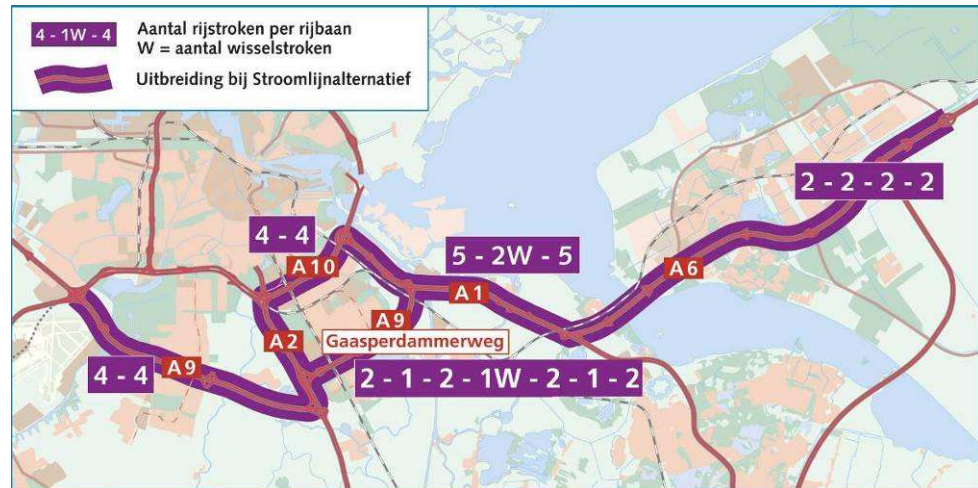 4 - 1W - 4
Aantal rijstroken per rijbaan
W = aantal wisselstroken
Uitbreiding bij Stroomlijnalternatief
2 - 2 - 2 - 2
4 - 4
A10
5 - 2W - 5
A6
A1
A9
A2
Gaasperdammerweg
4 - 4
A9
2 - 1 - 2 - 1W - 2 - 1 - 2